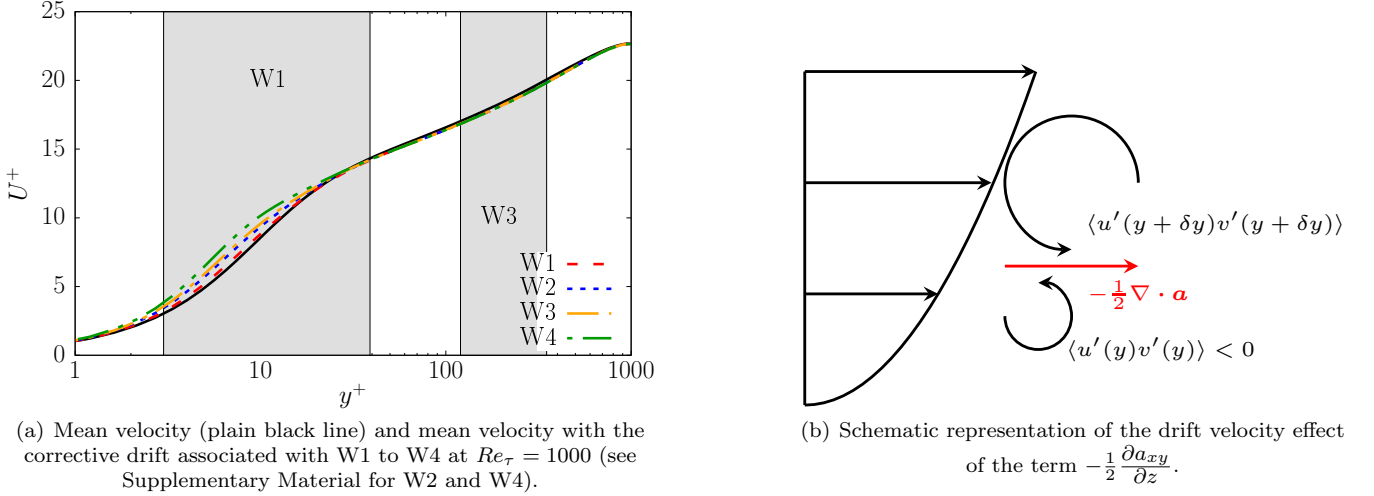 25
20
15
10
5
0
U⁺
W1
W3
W1
W2
W3
W4
1 10 100 1000
y⁺
(a) Mean velocity (plain black line) and mean velocity with the
corrective drift associated with W1 to W4 at Re_τ = 1000 (see
Supplementary Material for W2 and W4).
⟨u′(y + δy)v′(y + δy)⟩
−½∇ · a
⟨u′(y)v′(y)⟩ < 0
(b) Schematic representation of the drift velocity effect
of the term −½ ∂a_xy/∂z.